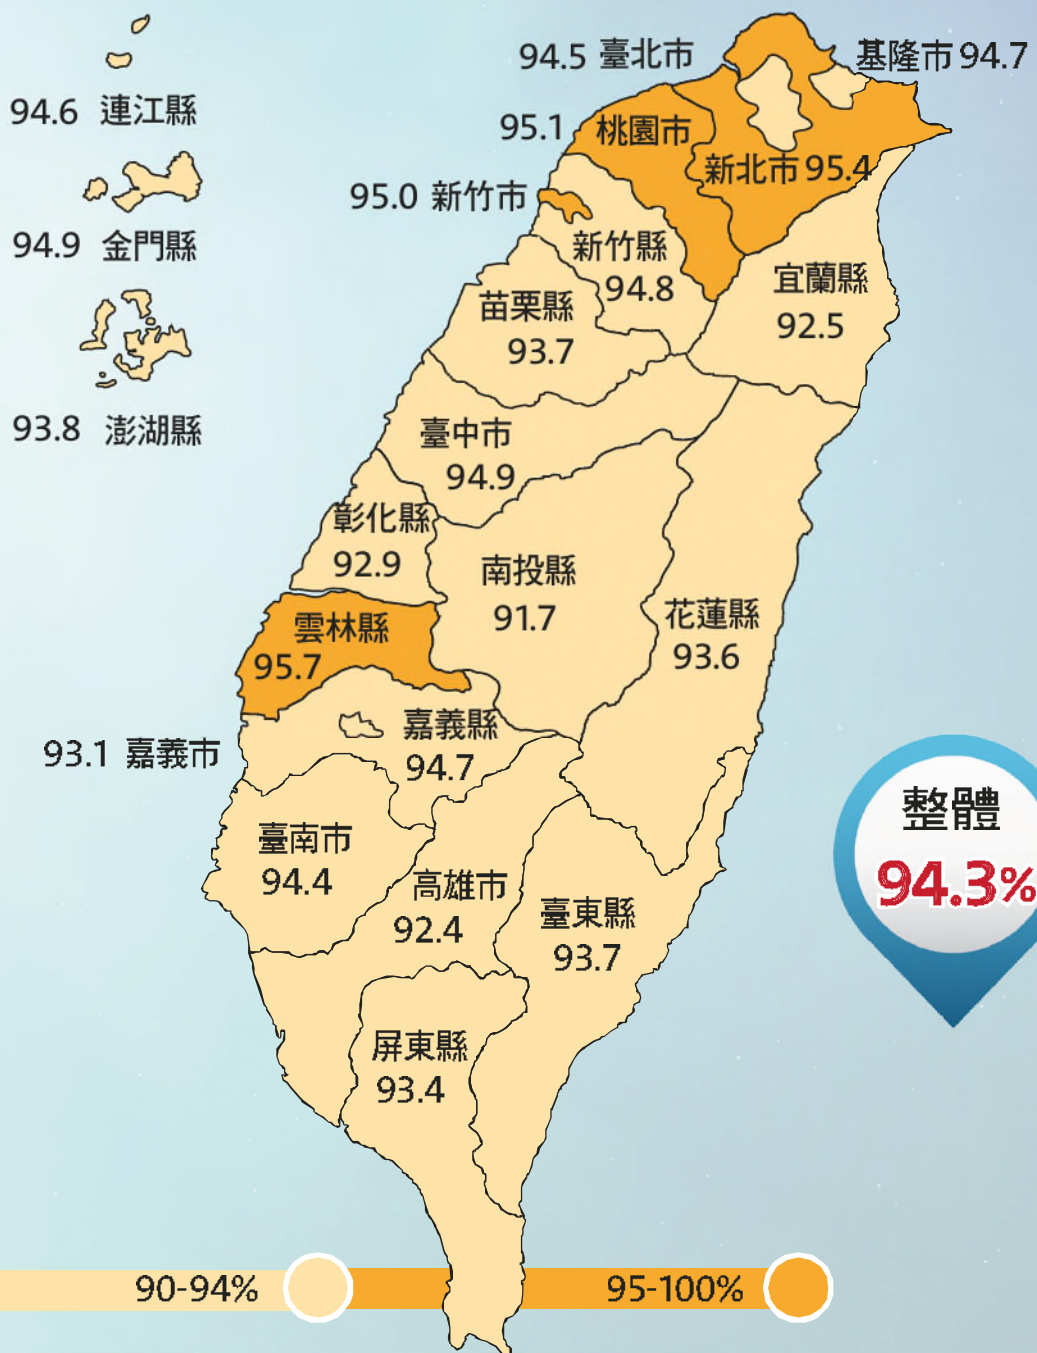 94.5 臺北市
基隆市 94.7
94.6 連江縣
95.1 桃園市
新北市 95.4
95.0 新竹市
94.9 金門縣
新竹縣
94.8
宜蘭縣
92.5
苗栗縣
93.7
93.8 澎湖縣
臺中市
94.9
彰化縣
92.9
南投縣
91.7
花蓮縣
93.6
雲林縣
95.7
嘉義縣
94.7
93.1 嘉義市
整體
94.3%
臺南市
94.4
高雄市
92.4
臺東縣
93.7
屏東縣
93.4
90-94%
95-100%